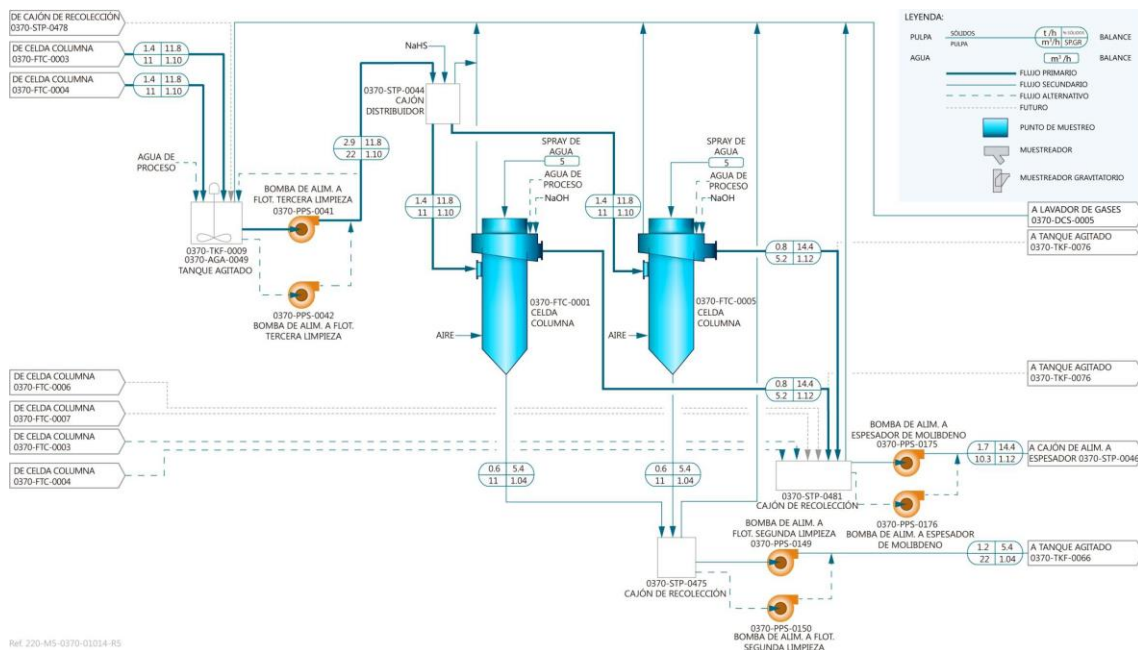 DE CAJÓN DE RECOLECCIÓN
0370-STP-0478
DE CELDA COLUMNA
0370-FTC-0003
1.4 11.8
11 1.10
DE CELDA COLUMNA
0370-FTC-0004
1.4 11.8
11 1.10
AGUA DE
PROCESO
0370-TKF-0009
0370-AGA-0049
TANQUE AGITADO
BOMBA DE ALIM. A
FLOT. TERCERA LIMPIEZA
0370-PPS-0041
0370-PPS-0042
BOMBA DE ALIM. A FLOT.
TERCERA LIMPIEZA
2.9 11.8
22 1.10
NaHS
0370-STP-0044
CAJÓN
DISTRIBUIDOR
1.4 11.8
11 1.10
SPRAY DE
AGUA
5
AGUA DE
PROCESO
NaOH
0370-FTC-0001
CELDA
COLUMNA
AIRE
1.4 11.8
11 1.10
SPRAY DE
AGUA
5
AGUA DE
PROCESO
NaOH
0370-FTC-0005
CELDA
COLUMNA
AIRE
0.8 14.4
5.2 1.12
0.8 14.4
5.2 1.12
LEYENDA:
PULPA
SÓLIDOS
PULPA
t/h % SÓLIDOS
m³/h SP.GR
BALANCE
AGUA
m³/h
BALANCE
FLUJO PRIMARIO
FLUJO SECUNDARIO
FLUJO ALTERNATIVO
FUTURO
PUNTO DE MUESTREO
MUESTREADOR
MUESTREADOR GRAVITATORIO
A LAVADOR DE GASES
0370-DCS-0005
A TANQUE AGITADO
0370-TKF-0076
A TANQUE AGITADO
0370-TKF-0076
DE CELDA COLUMNA
0370-FTC-0006
DE CELDA COLUMNA
0370-FTC-0007
DE CELDA COLUMNA
0370-FTC-0003
DE CELDA COLUMNA
0370-FTC-0004
0.6 5.4
11 1.04
0.6 5.4
11 1.04
0370-STP-0481
CAJÓN DE RECOLECCIÓN
BOMBA DE ALIM. A
ESPESADOR DE MOLIBDENO
0370-PPS-0175
1.7 14.4
10.3 1.12
A CAJÓN DE ALIM. A
ESPESADOR 0370-STP-0046
0370-PPS-0176
BOMBA DE ALIM. A ESPESADOR
DE MOLIBDENO
0370-STP-0475
CAJÓN DE RECOLECCIÓN
BOMBA DE ALIM. A
FLOT. SEGUNDA LIMPIEZA
0370-PPS-0149
1.2 5.4
22 1.04
A TANQUE AGITADO
0370-TKF-0066
0370-PPS-0150
BOMBA DE ALIM. A FLOT.
SEGUNDA LIMPIEZA
Ref. 220-M5-0370-01014-R5